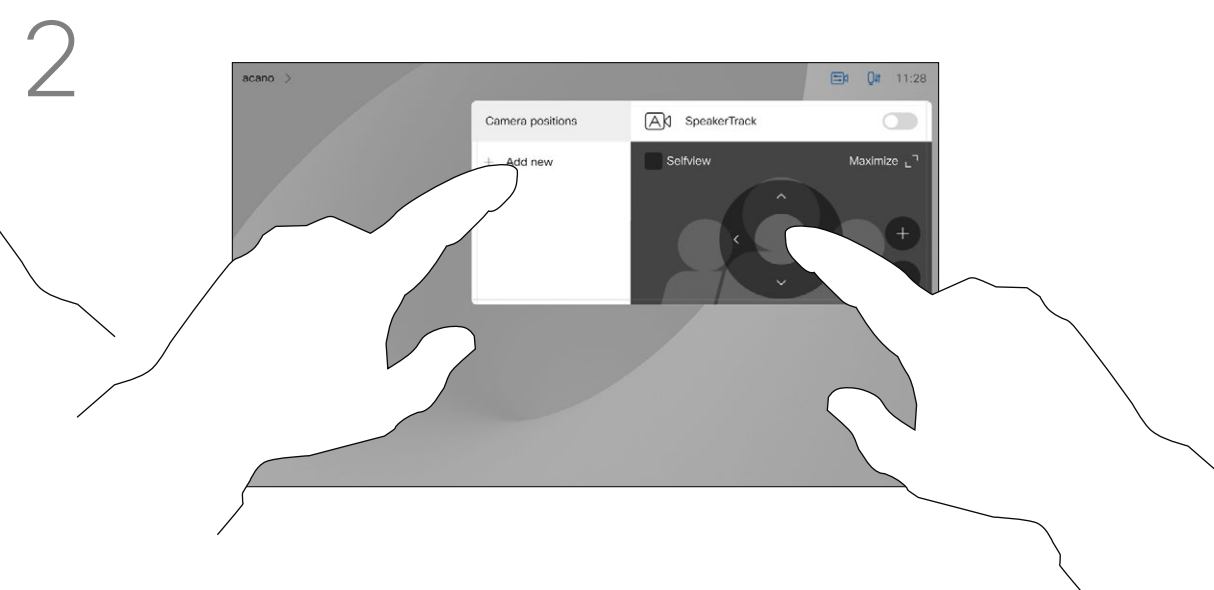 2
acano >
11:28
Camera positions
SpeakerTrack
+ Add new
Selfview
Maximize